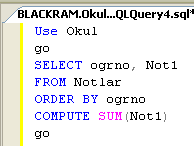 BLACKRAM.Okul...QLQuery4.sql*
Use Okul
go
SELECT ogrno, Not1
FROM Notlar
ORDER BY ogrno
COMPUTE SUM(Not1)
go